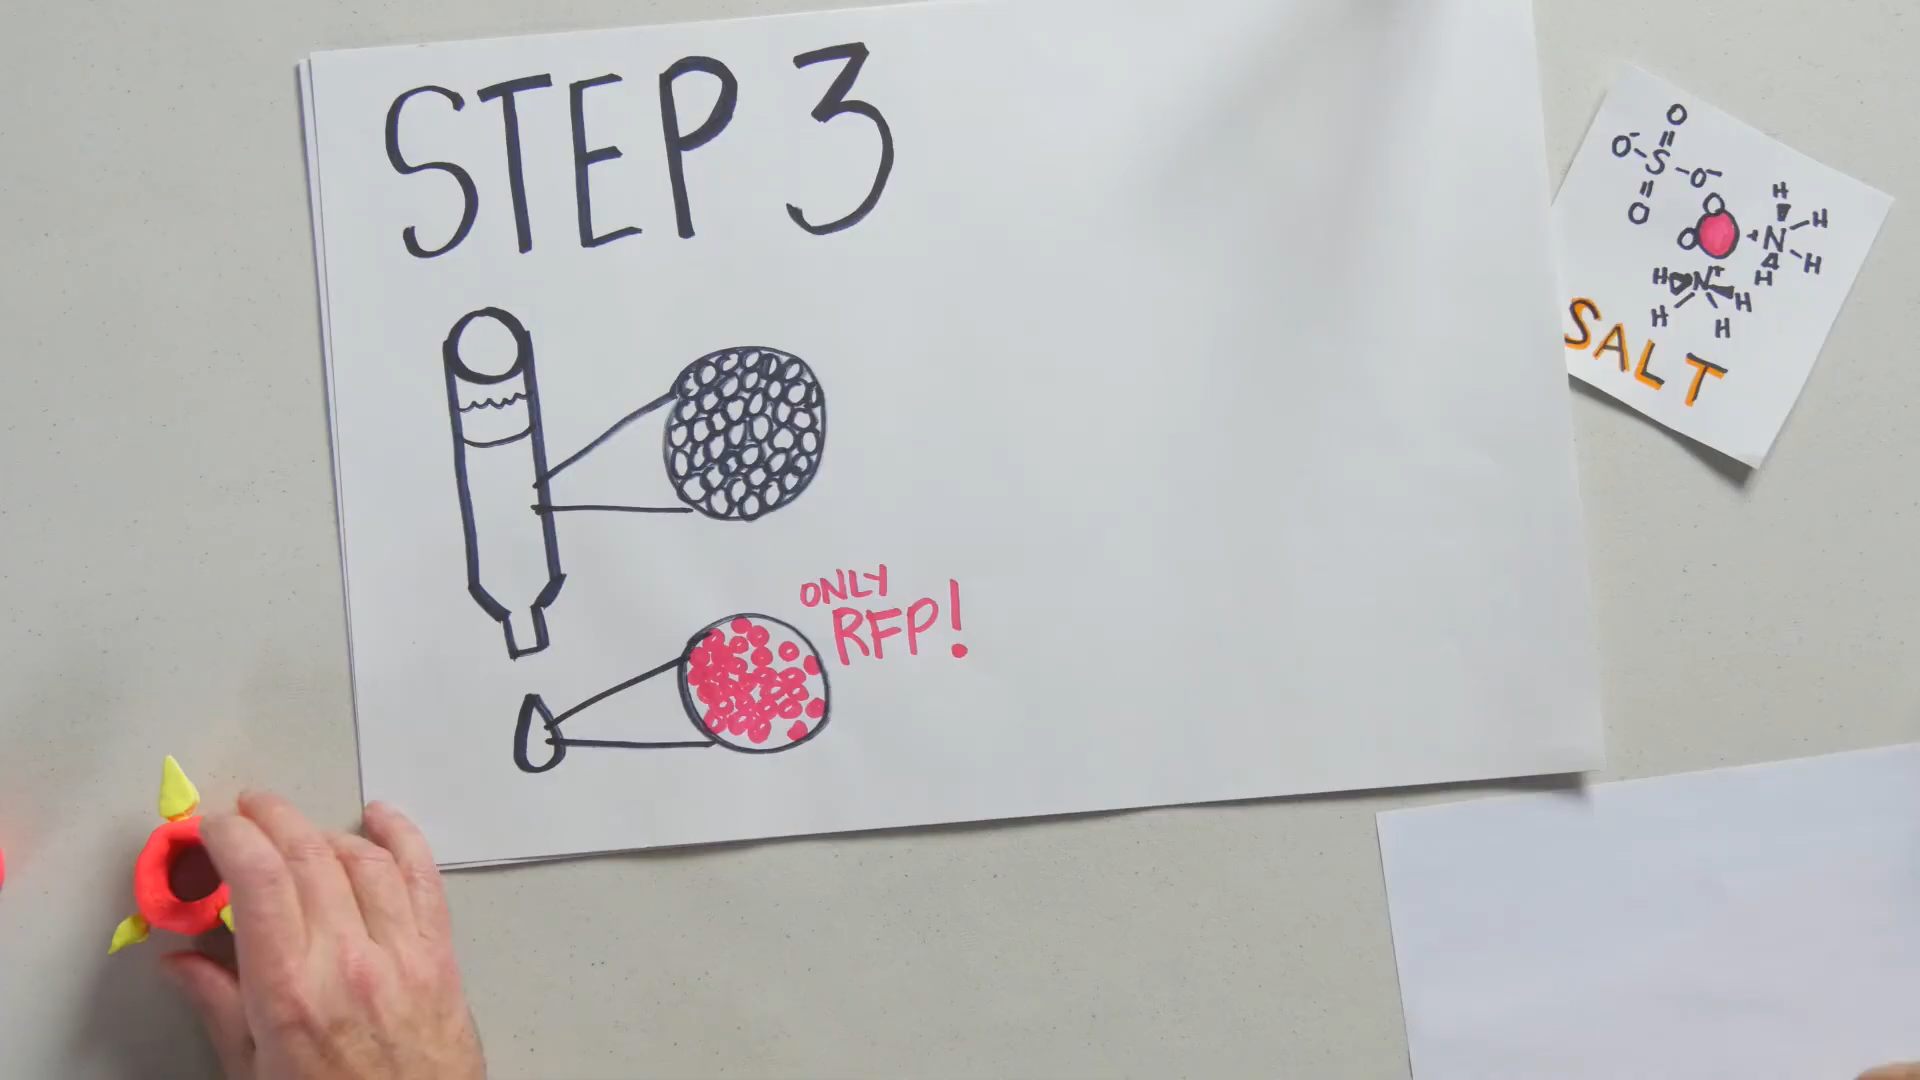 STEP 3
ONLY
RFP!
O
O⁻ S O⁻
O
H
H
N⁺
H
H
H N⁺ H
H H
SALT